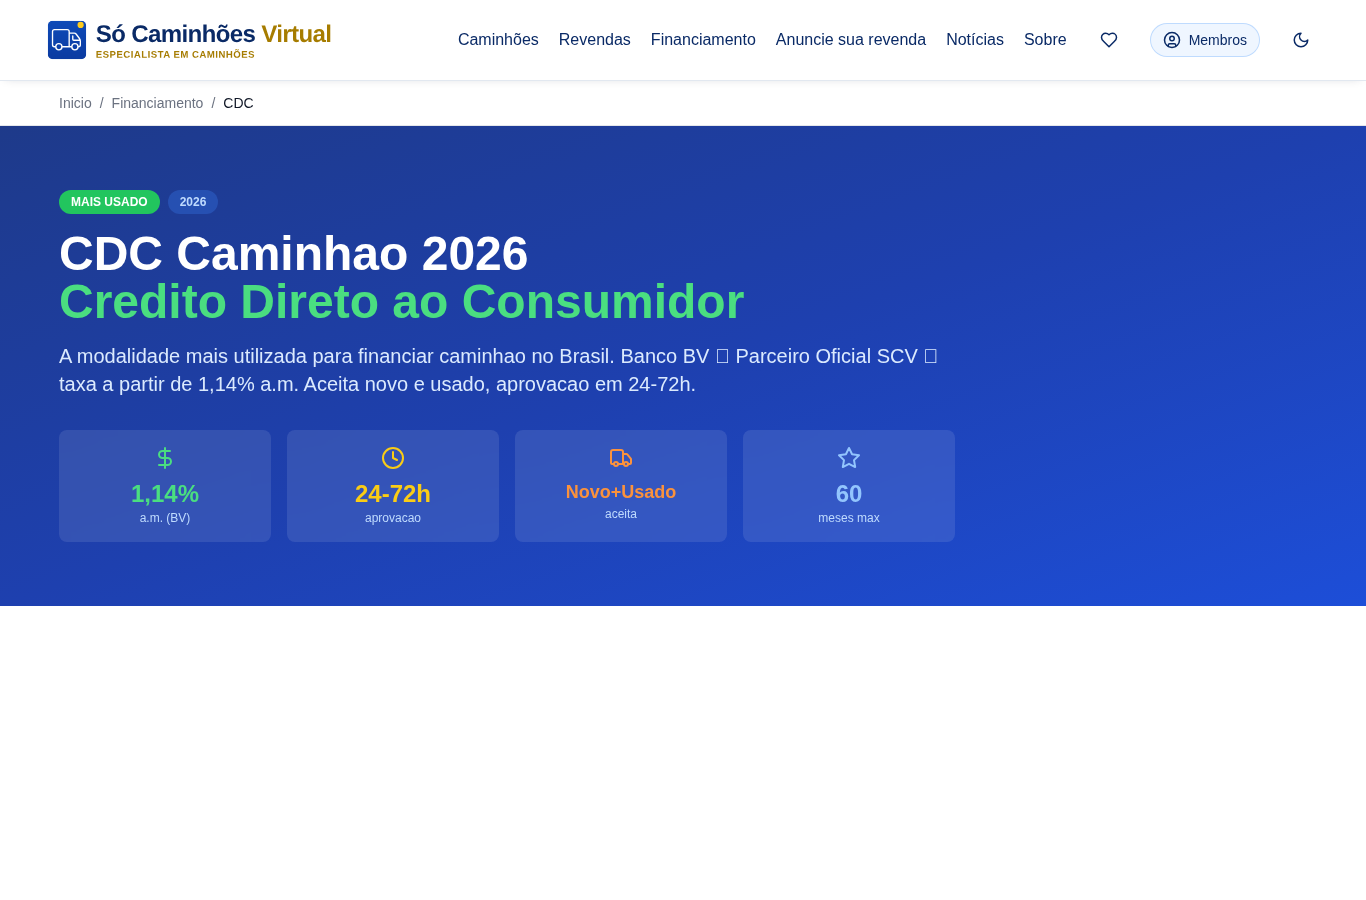 Só Caminhões Virtual
ESPECIALISTA EM CAMINHÕES
Caminhões
Revendas
Financiamento
Anuncie sua revenda
Notícias
Sobre
Membros
Inicio / Financiamento / CDC
MAIS USADO
2026
CDC Caminhao 2026
Credito Direto ao Consumidor
A modalidade mais utilizada para financiar caminhao no Brasil. Banco BV  Parceiro Oficial SCV 
taxa a partir de 1,14% a.m. Aceita novo e usado, aprovacao em 24-72h.
1,14%
a.m. (BV)
24-72h
aprovacao
Novo+Usado
aceita
60
meses max